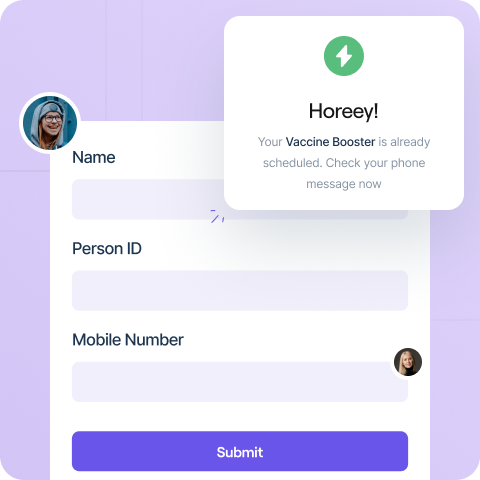 Horeey!
Your Vaccine Booster is already
scheduled. Check your phone
message now
Name
Person ID
Mobile Number
Submit